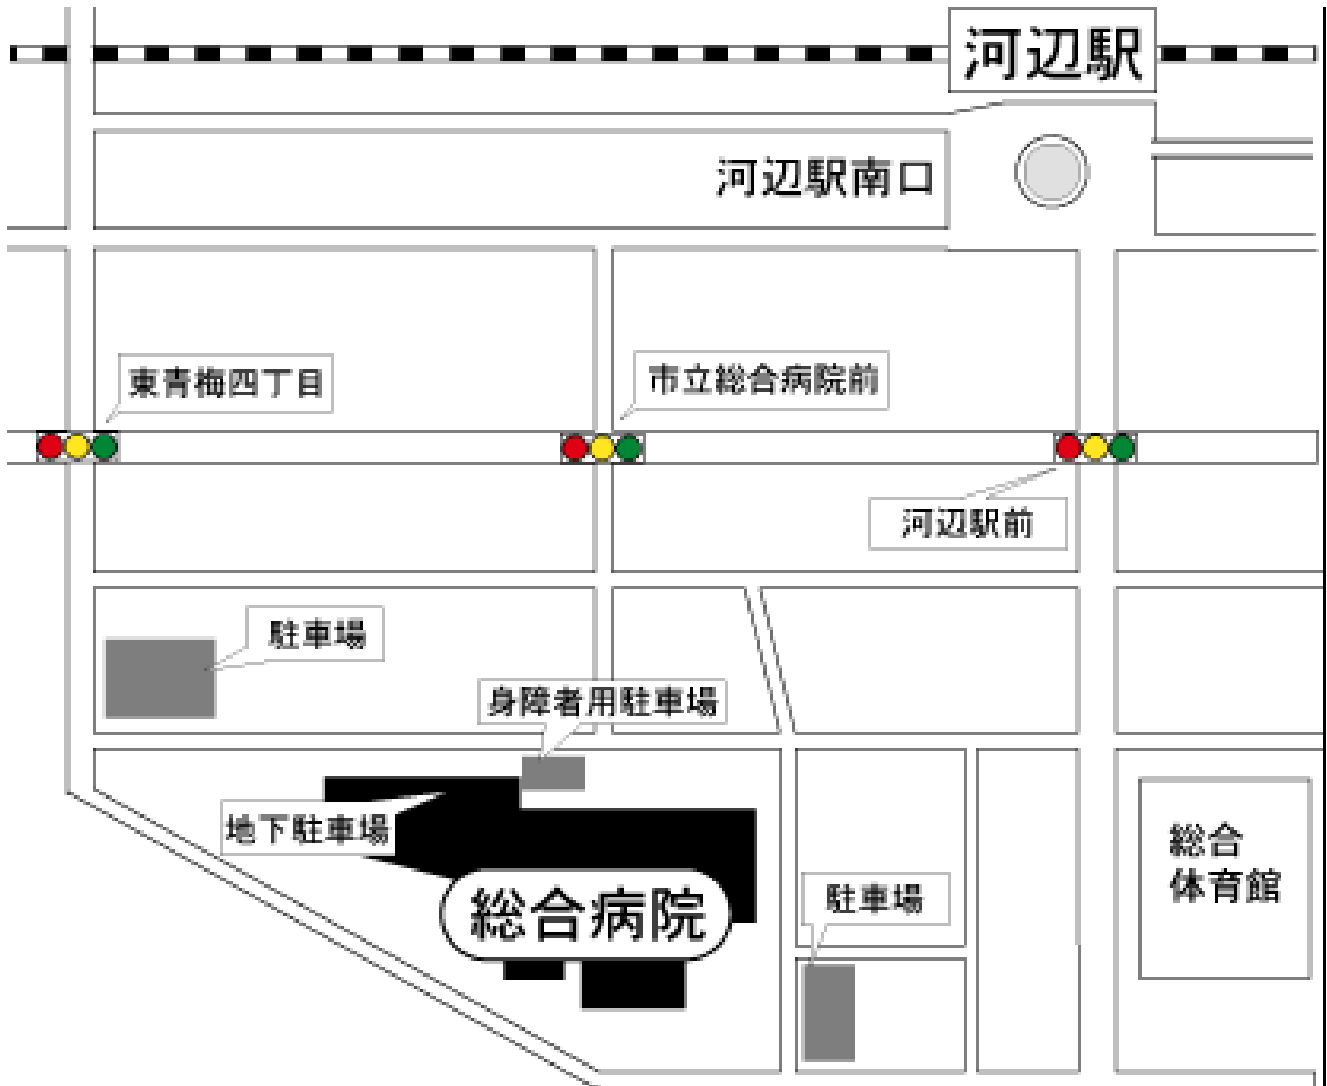 河辺駅
河辺駅南口
東青梅四丁目
市立総合病院前
河辺駅前
駐車場
身障者用駐車場
地下駐車場
総合病院
駐車場
総合
体育館